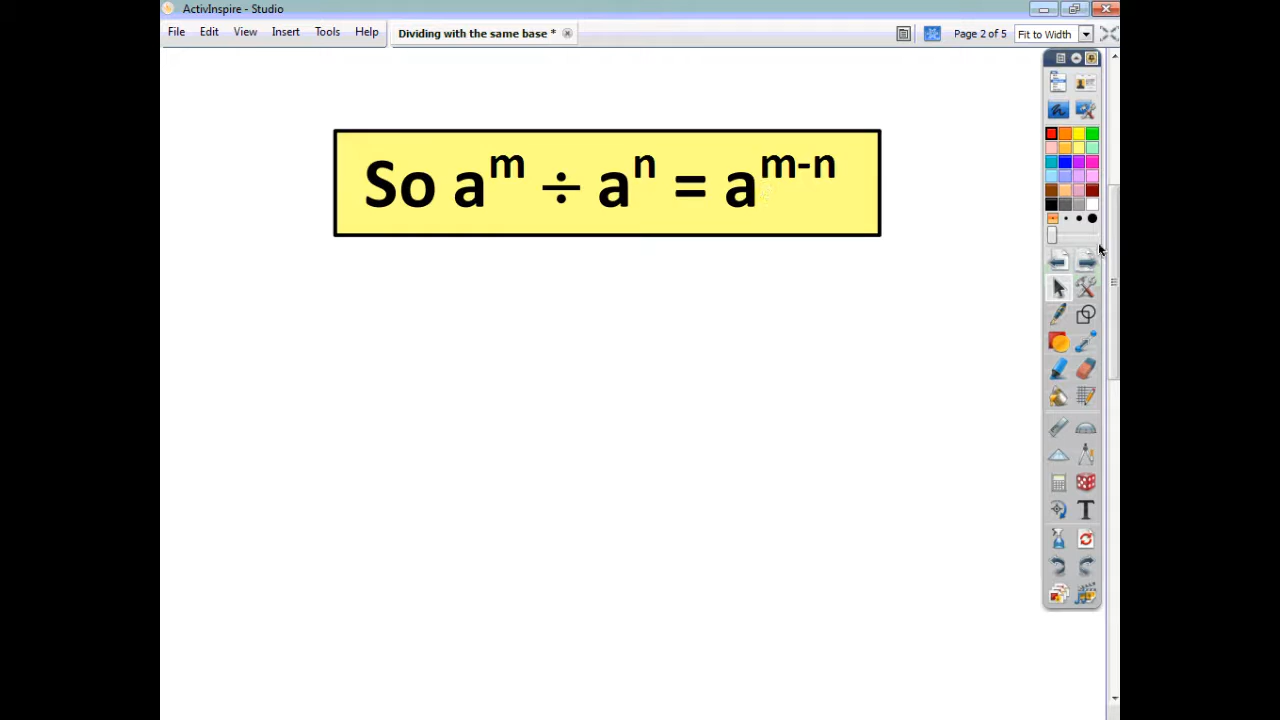 ActivInspire - Studio
File Edit View Insert Tools Help
Dividing with the same base *
Page 2 of 5
Fit to Width
So aᵐ ÷ aⁿ = aᵐ⁻ⁿ
T